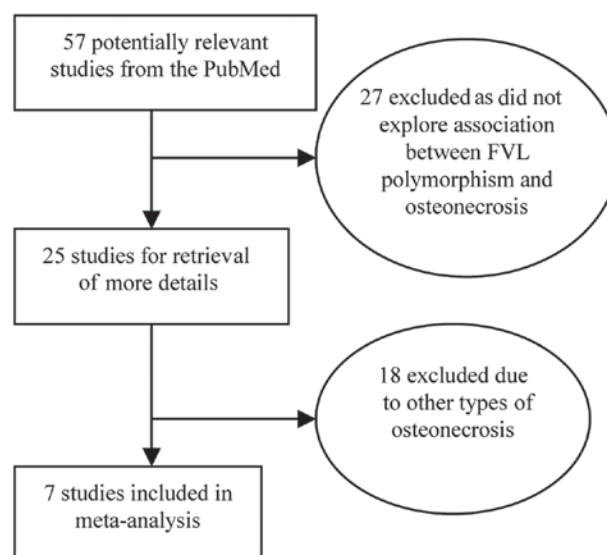 57 potentially relevant
studies from the PubMed
27 excluded as did not
explore association
between FVL
polymorphism and
osteonecrosis
25 studies for retrieval
of more details
18 excluded due
to other types of
osteonecrosis
7 studies included in
meta-analysis